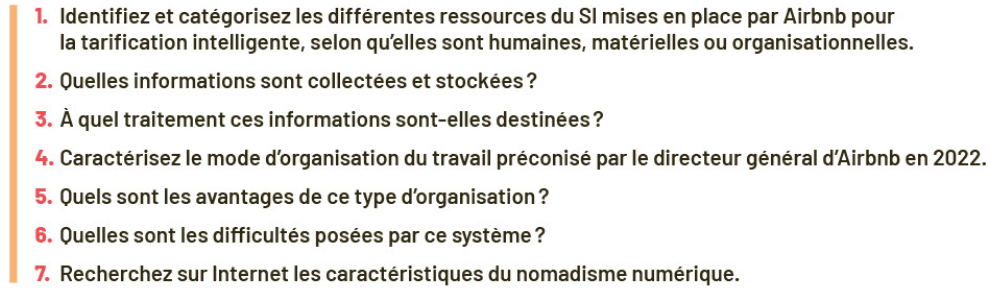 1. Identifiez et catégorisez les différentes ressources du SI mises en place par Airbnb pour
la tarification intelligente, selon qu’elles sont humaines, matérielles ou organisationnelles.
2. Quelles informations sont collectées et stockées ?
3. À quel traitement ces informations sont-elles destinées ?
4. Caractérisez le mode d’organisation du travail préconisé par le directeur général d’Airbnb en 2022.
5. Quels sont les avantages de ce type d’organisation ?
6. Quelles sont les difficultés posées par ce système ?
7. Recherchez sur Internet les caractéristiques du nomadisme numérique.